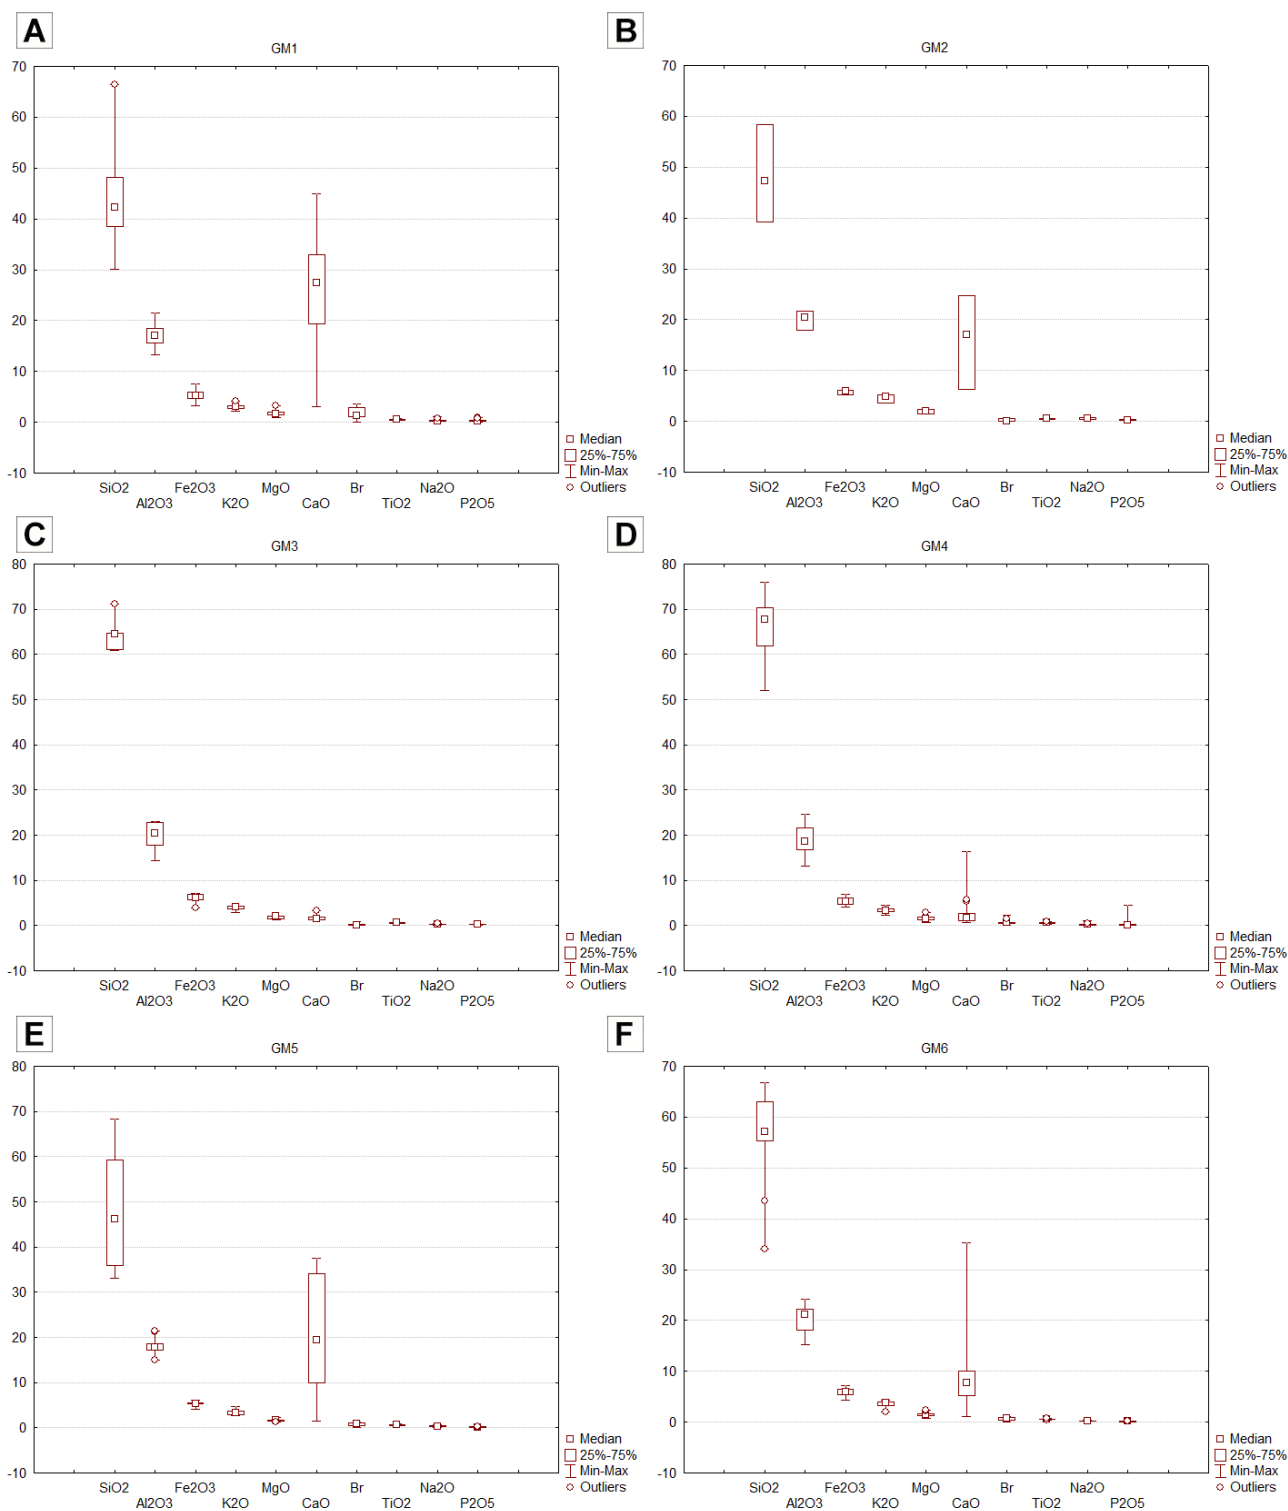 A
GM1
70
60
50
40
30
20
10
0
-10
SiO2 Fe2O3 MgO Br Na2O
Al2O3 K2O CaO TiO2 P2O5
Median
25%-75%
Min-Max
Outliers
B
GM2
70
60
50
40
30
20
10
0
-10
SiO2 Fe2O3 MgO Br Na2O
Al2O3 K2O CaO TiO2 P2O5
Median
25%-75%
Min-Max
Outliers
C
GM3
80
70
60
50
40
30
20
10
0
-10
SiO2 Fe2O3 MgO Br Na2O
Al2O3 K2O CaO TiO2 P2O5
Median
25%-75%
Min-Max
Outliers
D
GM4
80
70
60
50
40
30
20
10
0
-10
SiO2 Fe2O3 MgO Br Na2O
Al2O3 K2O CaO TiO2 P2O5
Median
25%-75%
Min-Max
Outliers
E
GM5
80
70
60
50
40
30
20
10
0
-10
SiO2 Fe2O3 MgO Br Na2O
Al2O3 K2O CaO TiO2 P2O5
Median
25%-75%
Min-Max
Outliers
F
GM6
70
60
50
40
30
20
10
0
-10
SiO2 Fe2O3 MgO Br Na2O
Al2O3 K2O CaO TiO2 P2O5
Median
25%-75%
Min-Max
Outliers